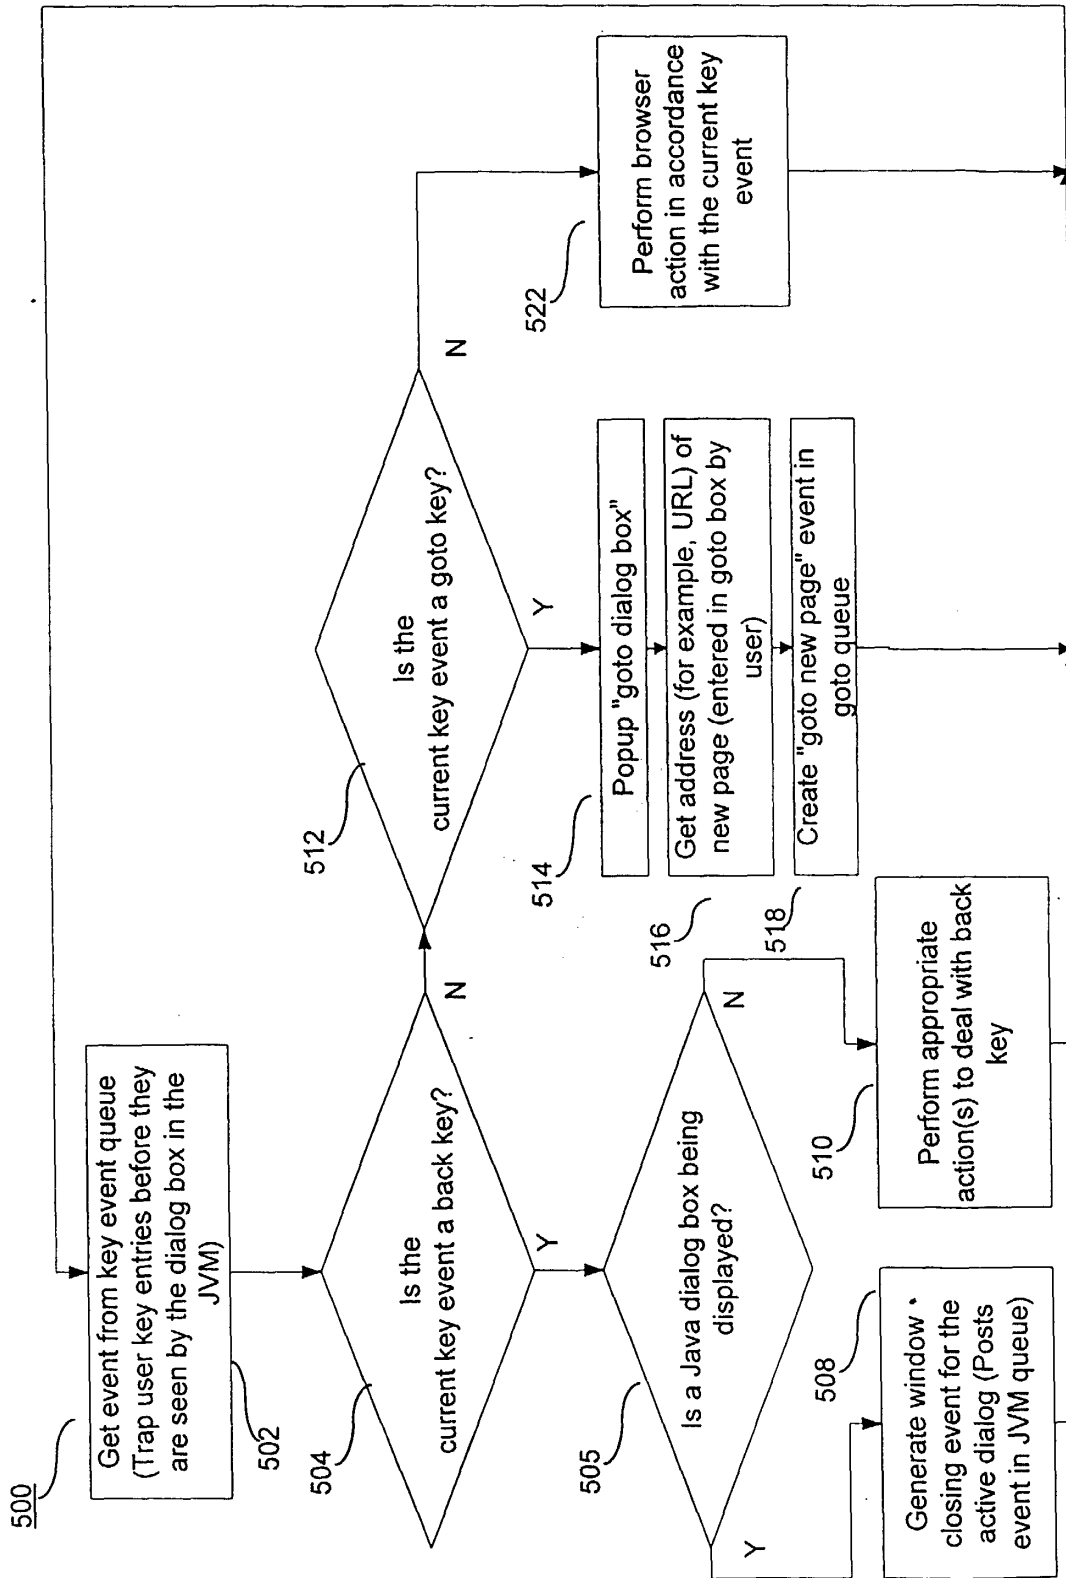 500
Get event from key event queue
(Trap user key entries before they
are seen by the dialog box in the
JVM)
502
Is the
current key event a back key?
504
N
Y
Is the
current key event a goto key?
512
N
Y
Perform browser
action in accordance
with the current key
event
522
Popup "goto dialog box"
514
Get address (for example, URL) of
new page (entered in goto box by
user)
516
Create "goto new page" event in
goto queue
518
Is a Java dialog box being
displayed?
505
N
Y
Perform appropriate
action(s) to deal with back
key
510
Generate window
closing event for the
active dialog (Posts
event in JVM queue)
508